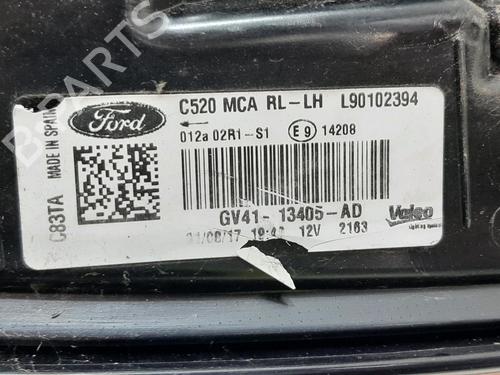 MADE IN SPAIN
Ford
C520 MCA RL-LH L90102394
012a 02R1-S1 E9 14208
C83TA
GV41-13405-AD
12V 2163
Valeo
B-PARTS